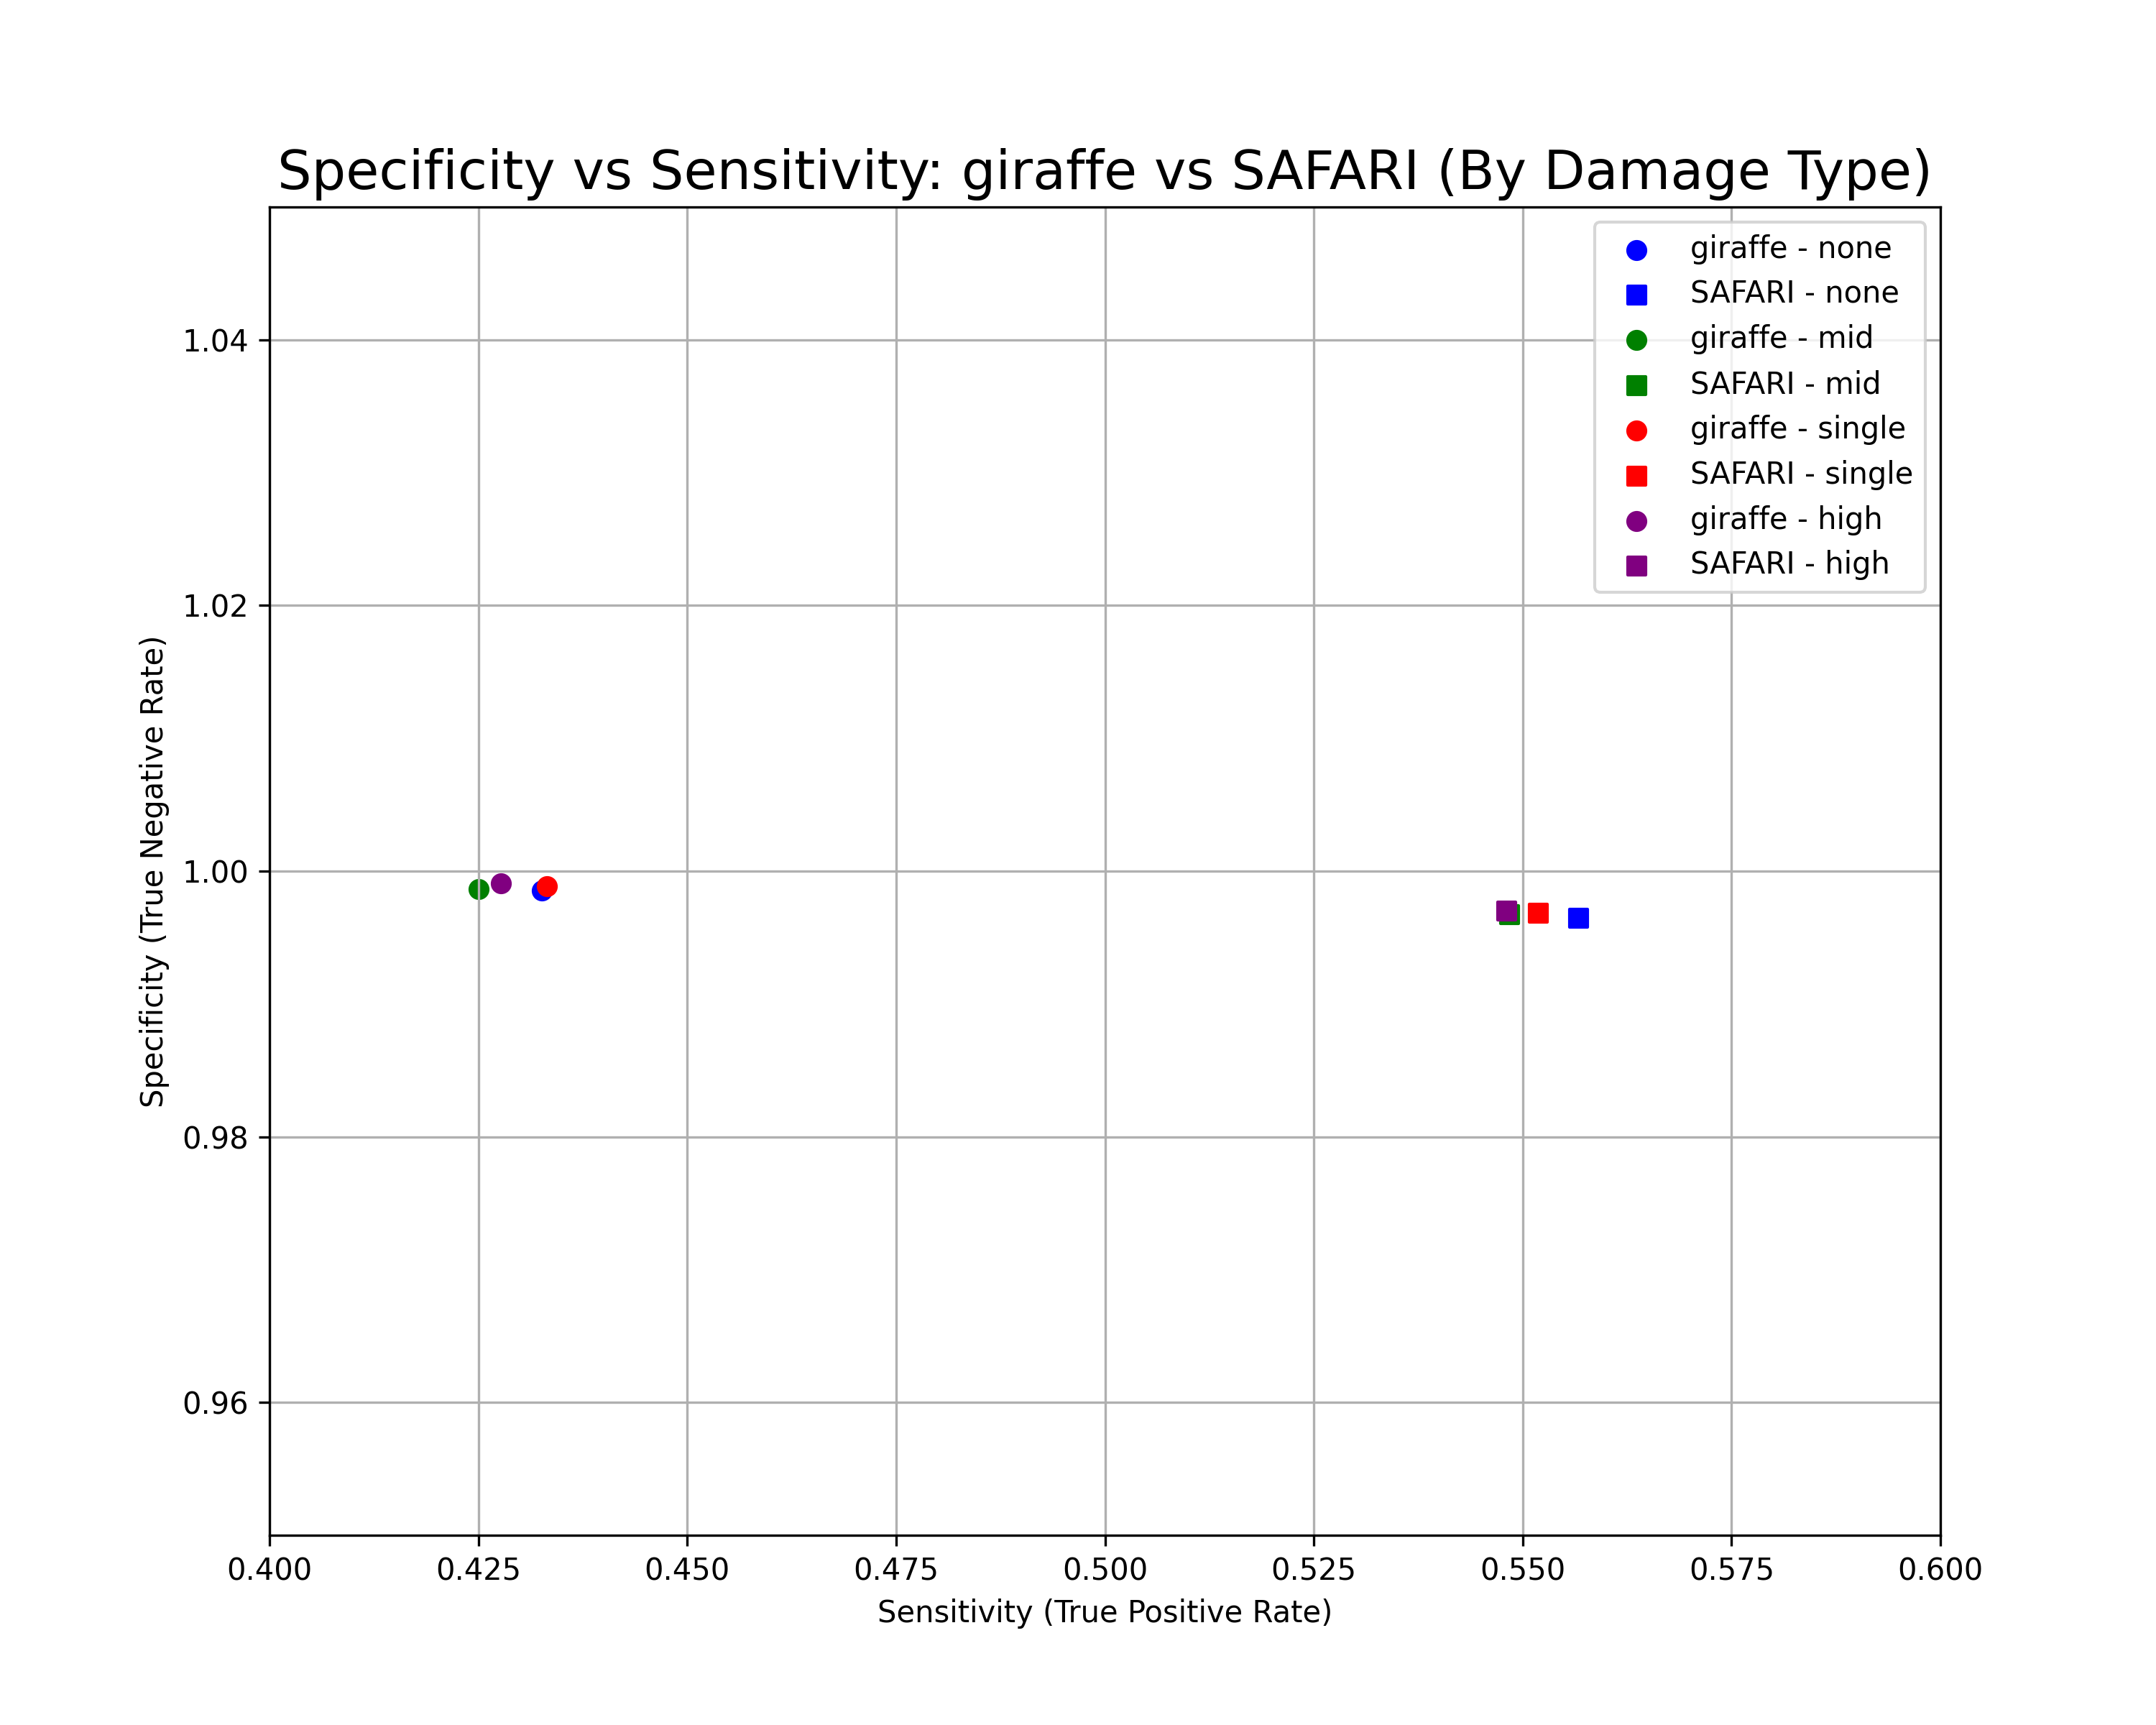 Specificity vs Sensitivity: giraffe vs SAFARI (By Damage Type)
giraffe - none
SAFARI - none
giraffe - mid
SAFARI - mid
giraffe - single
SAFARI - single
giraffe - high
SAFARI - high
Specificity (True Negative Rate)
1.04
1.02
1.00
0.98
0.96
0.400 0.425 0.450 0.475 0.500 0.525 0.550 0.575 0.600
Sensitivity (True Positive Rate)